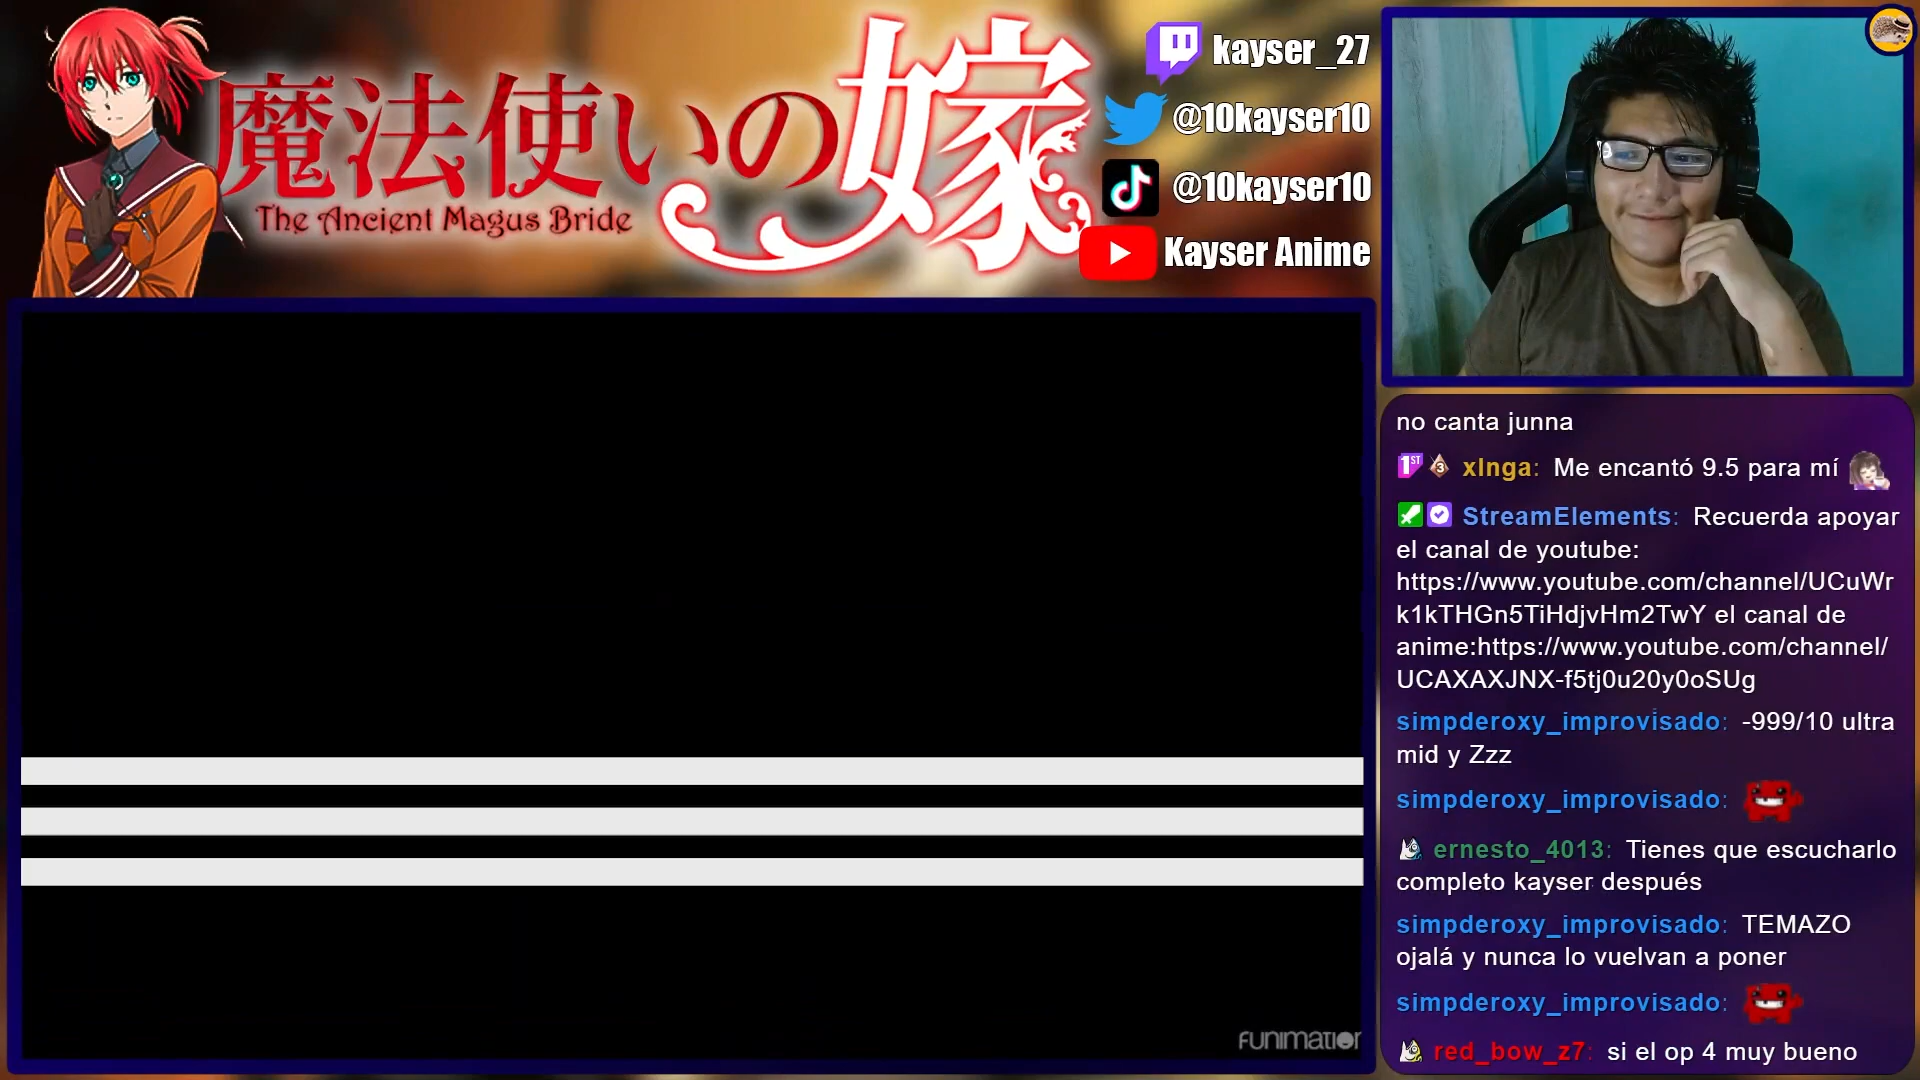 魔法使いの嫁
The Ancient Magus Bride
kayser_27
@10kayser10
@10kayser10
Kayser Anime
no canta junna
1ST 3 xInga: Me encantó 9.5 para mí
StreamElements: Recuerda apoyar
el canal de youtube:
https://www.youtube.com/channel/UCuWr
k1kTHGn5TiHdjvHm2TwY el canal de
anime:https://www.youtube.com/channel/
UCAXAXJNX-f5tj0u20y0oSUg
simpderoxy_improvisado: -999/10 ultra
mid y Zzz
simpderoxy_improvisado:
ernesto_4013: Tienes que escucharlo
completo kayser después
simpderoxy_improvisado: TEMAZO
ojalá y nunca lo vuelvan a poner
simpderoxy_improvisado:
red_bow_z7: si el op 4 muy bueno
FUNIMATION